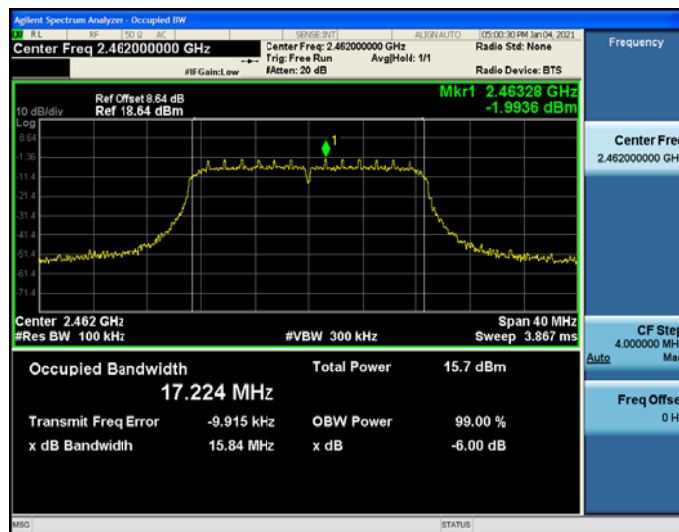 Agilent Spectrum Analyzer - Occupied BW
RL RF 50 Ω AC SENSE:INT ALIGN AUTO 05:00:30 PM Jan 04, 2021
Center Freq 2.462000000 GHz
Center Freq: 2.462000000 GHz
Radio Std: None
Trig: Free Run Avg|Hold: 1/1
#IFGain:Low
#Atten: 20 dB
Radio Device: BTS
Ref Offset 8.64 dB
10 dB/div Ref 18.64 dBm
Mkr1 2.46328 GHz
-1.9936 dBm
Log
8.64
-1.36
-11.4
-21.4
-31.4
-41.4
-51.4
-61.4
-71.4
1
Center 2.462 GHz Span 40 MHz
#Res BW 100 kHz #VBW 300 kHz Sweep 3.867 ms
Occupied Bandwidth Total Power 15.7 dBm
17.224 MHz
Transmit Freq Error -9.915 kHz OBW Power 99.00 %
x dB Bandwidth 15.84 MHz x dB -6.00 dB
MSG STATUS
Frequency
Center Fre
2.462000000 GH
CF Step
4.000000 MH
Auto Ma
Freq Offse
0 H